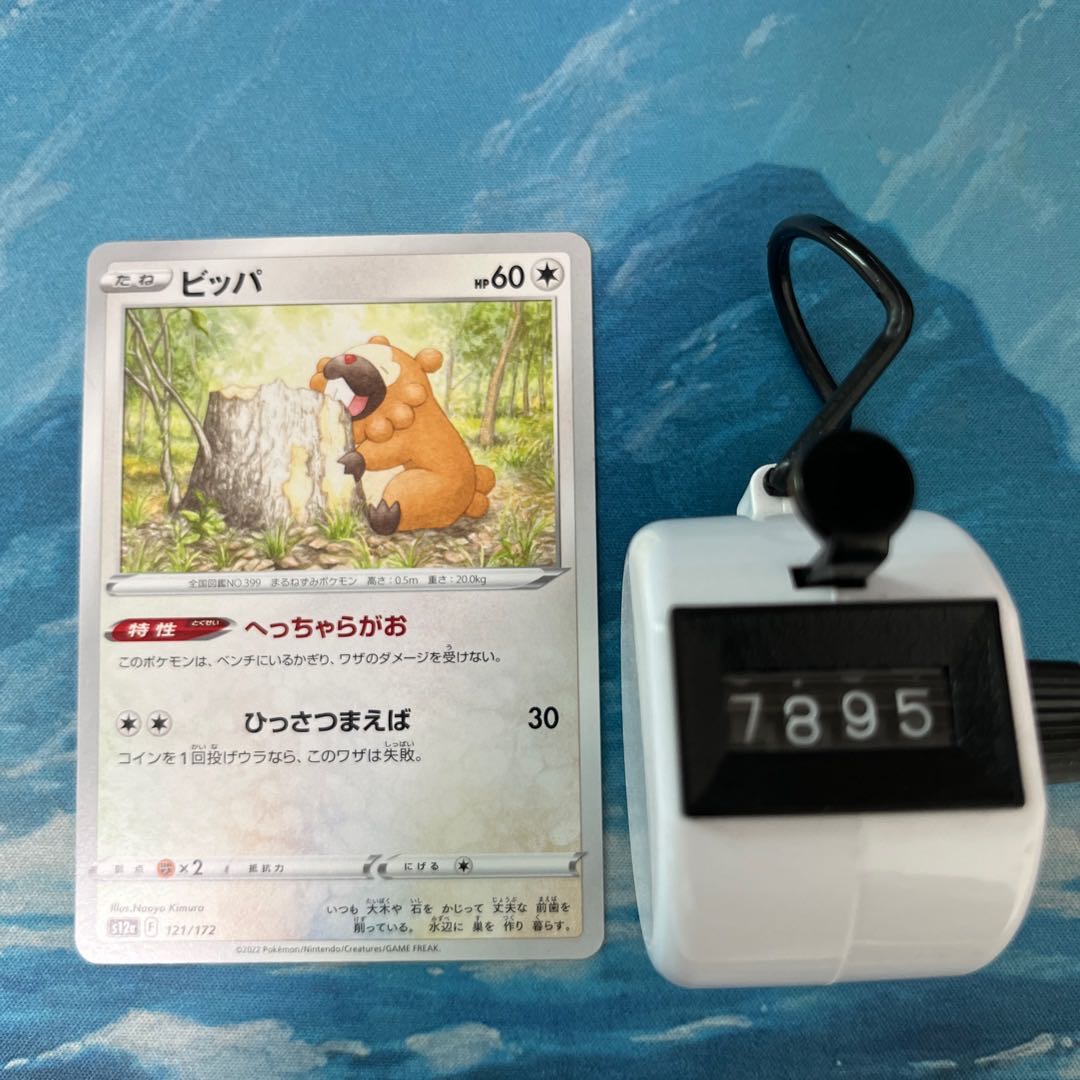 たね ビッパ HP60
全国図鑑NO.399 まるねずみポケモン 高さ:0.5m 重さ:20.0kg
特性 とくせい へっちゃらがお
このポケモンは、ベンチにいるかぎり、ワザのダメージを受けない。
ひっさつまえば 30
コインを1回投げウラなら、このワザは失敗。
弱点 ×2 抵抗力 にげる
Illus.Naoyo Kimura
いつも 大木や 石を かじって 丈夫な 前歯を
削っている。 水辺に 巣を 作り 暮らす。
s12a F 121/172
©2022 Pokémon/Nintendo/Creatures/GAME FREAK.
7895